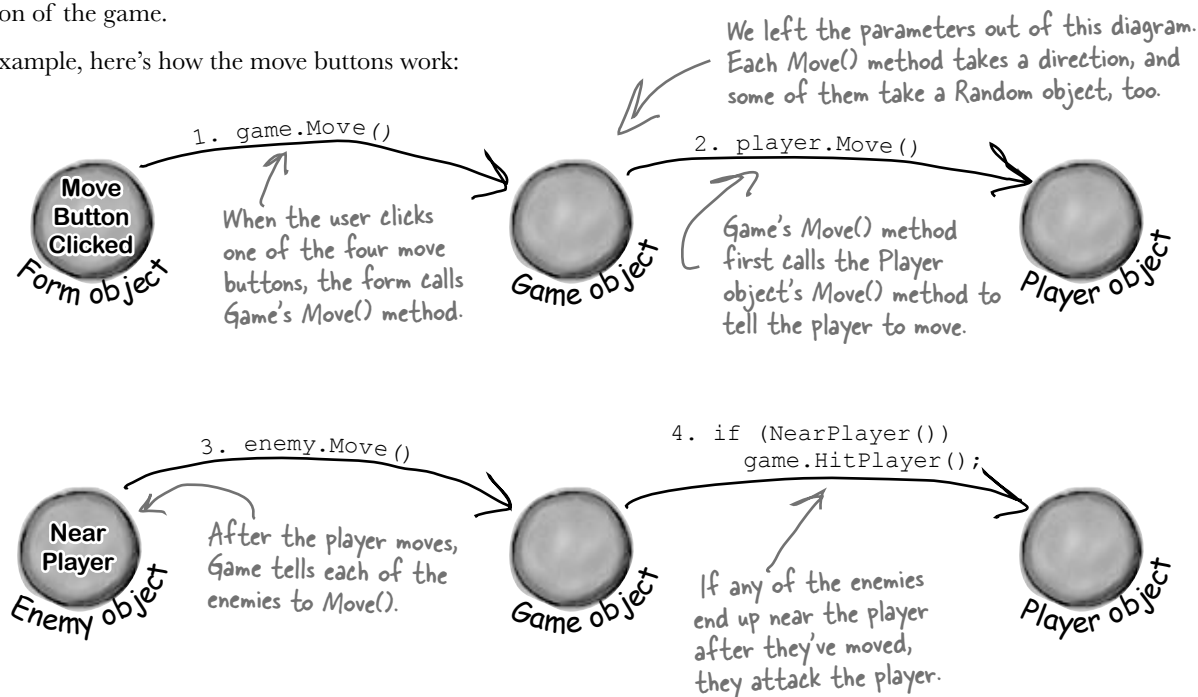 on of the game.
xample, here's how the move buttons work:
We left the parameters out of this diagram.
Each Move() method takes a direction, and
some of them take a Random object, too.
1. game.Move()
2. player.Move()
Move
Button
Clicked
Form object
When the user clicks
one of the four move
buttons, the form calls
Game's Move() method.
Game object
Game's Move() method
first calls the Player
object's Move() method to
tell the player to move.
Player object
3. enemy.Move()
4. if (NearPlayer())
game.HitPlayer();
Near
Player
Enemy object
After the player moves,
Game tells each of the
enemies to Move().
Game object
If any of the enemies
end up near the player
after they've moved,
they attack the player.
Player object